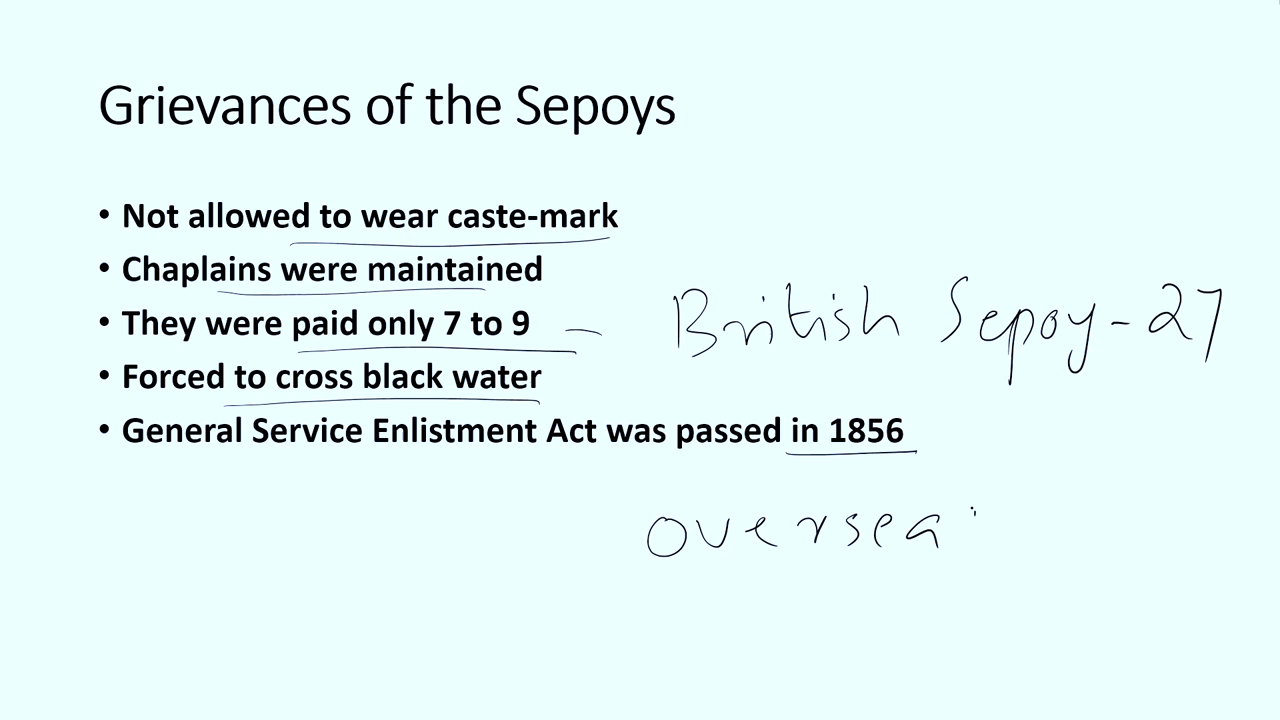 Grievances of the Sepoys
• Not allowed to wear caste-mark
• Chaplains were maintained
• They were paid only 7 to 9 – British Sepoy - 27
• Forced to cross black water
• General Service Enlistment Act was passed in 1856
oversea